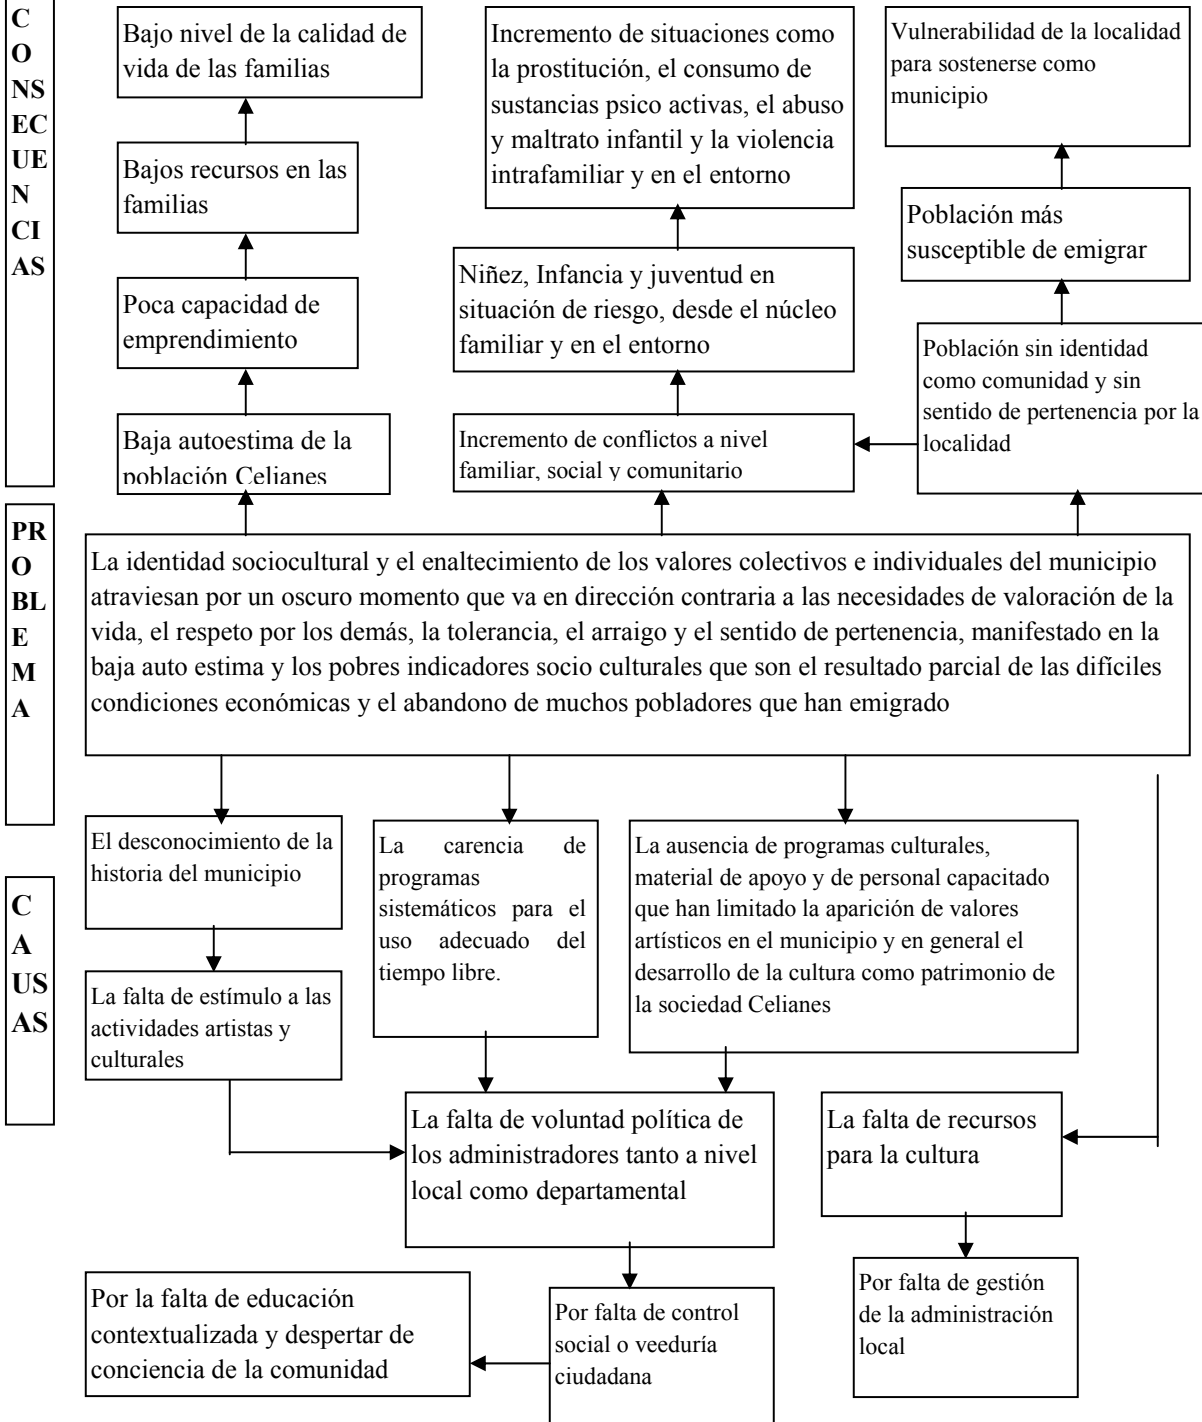 C
O
NS
EC
UE
N
CI
AS
Bajo nivel de la calidad de
vida de las familias
Incremento de situaciones como
la prostitución, el consumo de
sustancias psico activas, el abuso
y maltrato infantil y la violencia
intrafamiliar y en el entorno
Vulnerabilidad de la localidad
para sostenerse como
municipio
Bajos recursos en las
familias
Población más
susceptible de emigrar
Poca capacidad de
emprendimiento
Niñez, Infancia y juventud en
situación de riesgo, desde el núcleo
familiar y en el entorno
Población sin identidad
como comunidad y sin
sentido de pertenencia por la
localidad
Baja autoestima de la
población Celianes
Incremento de conflictos a nivel
familiar, social y comunitario
PR
O
BL
E
M
A
La identidad sociocultural y el enaltecimiento de los valores colectivos e individuales del municipio
atraviesan por un oscuro momento que va en dirección contraria a las necesidades de valoración de la
vida, el respeto por los demás, la tolerancia, el arraigo y el sentido de pertenencia, manifestado en la
baja auto estima y los pobres indicadores socio culturales que son el resultado parcial de las difíciles
condiciones económicas y el abandono de muchos pobladores que han emigrado
C
A
US
AS
El desconocimiento de la
historia del municipio
La carencia de
programas
sistemáticos para el
uso adecuado del
tiempo libre.
La ausencia de programas culturales,
material de apoyo y de personal capacitado
que han limitado la aparición de valores
artísticos en el municipio y en general el
desarrollo de la cultura como patrimonio de
la sociedad Celianes
La falta de estímulo a las
actividades artistas y
culturales
La falta de voluntad política de
los administradores tanto a nivel
local como departamental
La falta de recursos
para la cultura
Por la falta de educación
contextualizada y despertar de
conciencia de la comunidad
Por falta de control
social o veeduría
ciudadana
Por falta de gestión
de la administración
local